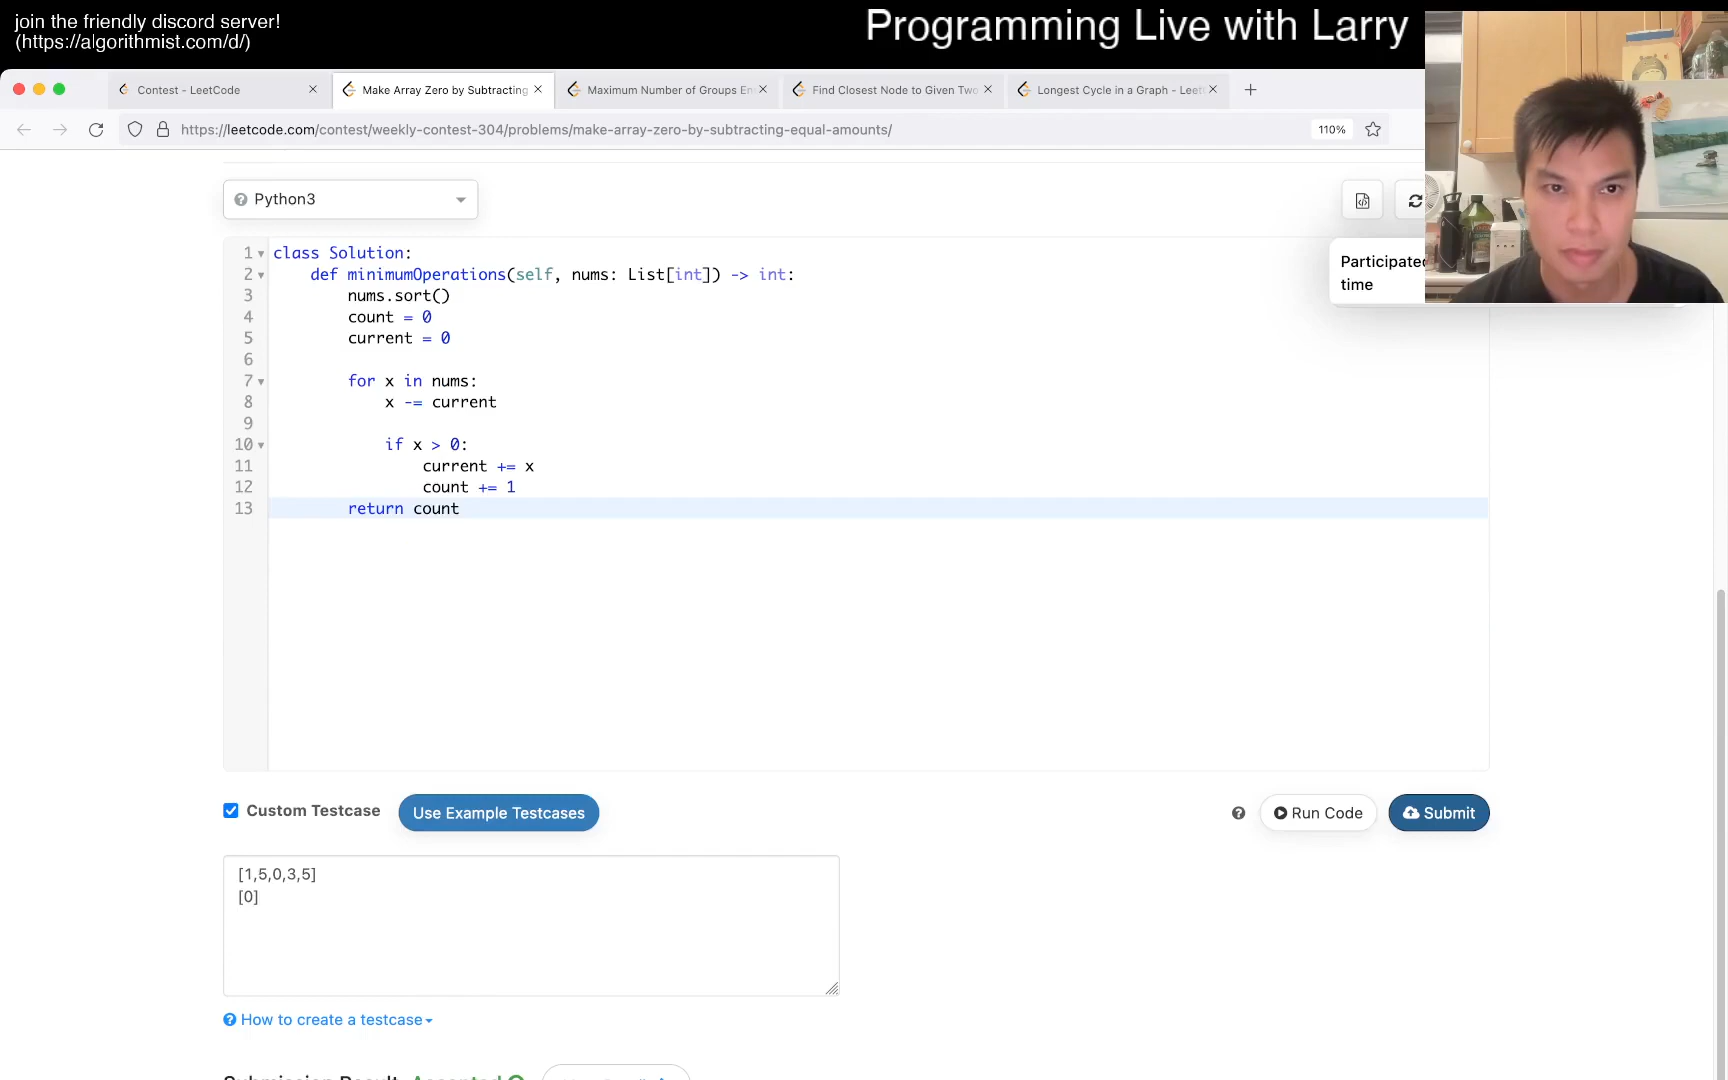 join the friendly discord server!
(https://algorithmist.com/d/)
Programming Live with Larry
Contest - LeetCode
Make Array Zero by Subtracting
Maximum Number of Groups En
Find Closest Node to Given Two
Longest Cycle in a Graph - Leet
https://leetcode.com/contest/weekly-contest-304/problems/make-array-zero-by-subtracting-equal-amounts/
110%
Python3
Participated
time
1 class Solution:
2 def minimumOperations(self, nums: List[int]) -> int:
3 nums.sort()
4 count = 0
5 current = 0
6
7 for x in nums:
8 x -= current
9
10 if x > 0:
11 current += x
12 count += 1
13 return count
Custom Testcase
Use Example Testcases
Run Code
Submit
[1,5,0,3,5]
[0]
How to create a testcase
Submission Result: Accepted